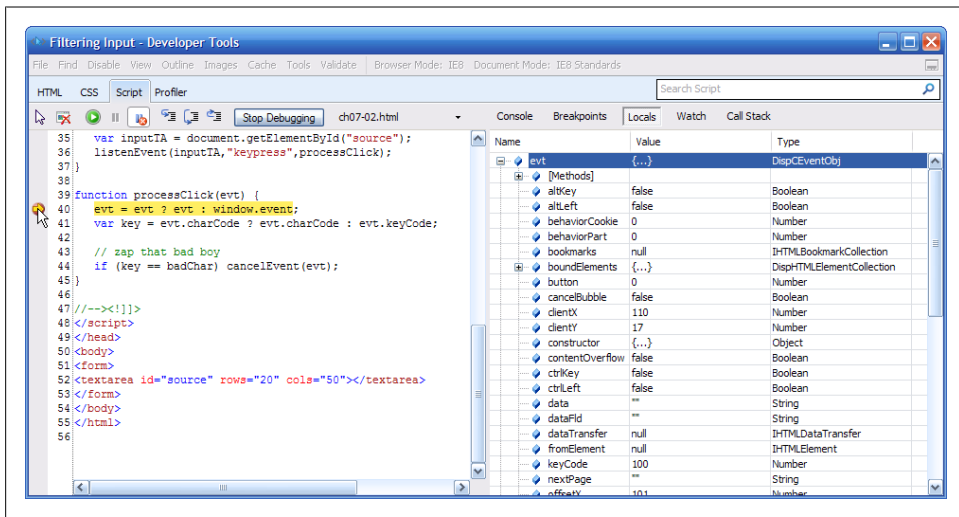 Filtering Input - Developer Tools
File Find Disable View Outline Images Cache Tools Validate Browser Mode: IE8 Document Mode: IE8 Standards
HTML CSS Script Profiler Search Script
Stop Debugging ch07-02.html Console Breakpoints Locals Watch Call Stack
35 var inputTA = document.getElementById("source");
36 listenEvent(inputTA,"keypress",processClick);
37 }
38
39 function processClick(evt) {
40 evt = evt ? evt : window.event;
41 var key = evt.charCode ? evt.charCode : evt.keyCode;
42
43 // zap that bad boy
44 if (key == badChar) cancelEvent(evt);
45 }
46
47 //--><!]]>
48 </script>
49 </head>
50 <body>
51 <form>
52 <textarea id="source" rows="20" cols="50"></textarea>
53 </form>
54 </body>
55 </html>
56
Name Value Type
evt {...} DispCEventObj
[Methods]
altKey false Boolean
altLeft false Boolean
behaviorCookie 0 Number
behaviorPart 0 Number
bookmarks null IHTMLBookmarkCollection
boundElements {...} DispHTMLElementCollection
button 0 Number
cancelBubble false Boolean
clientX 110 Number
clientY 17 Number
constructor {...} Object
contentOverflow false Boolean
ctrlKey false Boolean
ctrlLeft false Boolean
data "" String
dataFld "" String
dataTransfer null IHTMLDataTransfer
fromElement null IHTMLElement
keyCode 100 Number
nextPage "" String
offsetX 101 Number